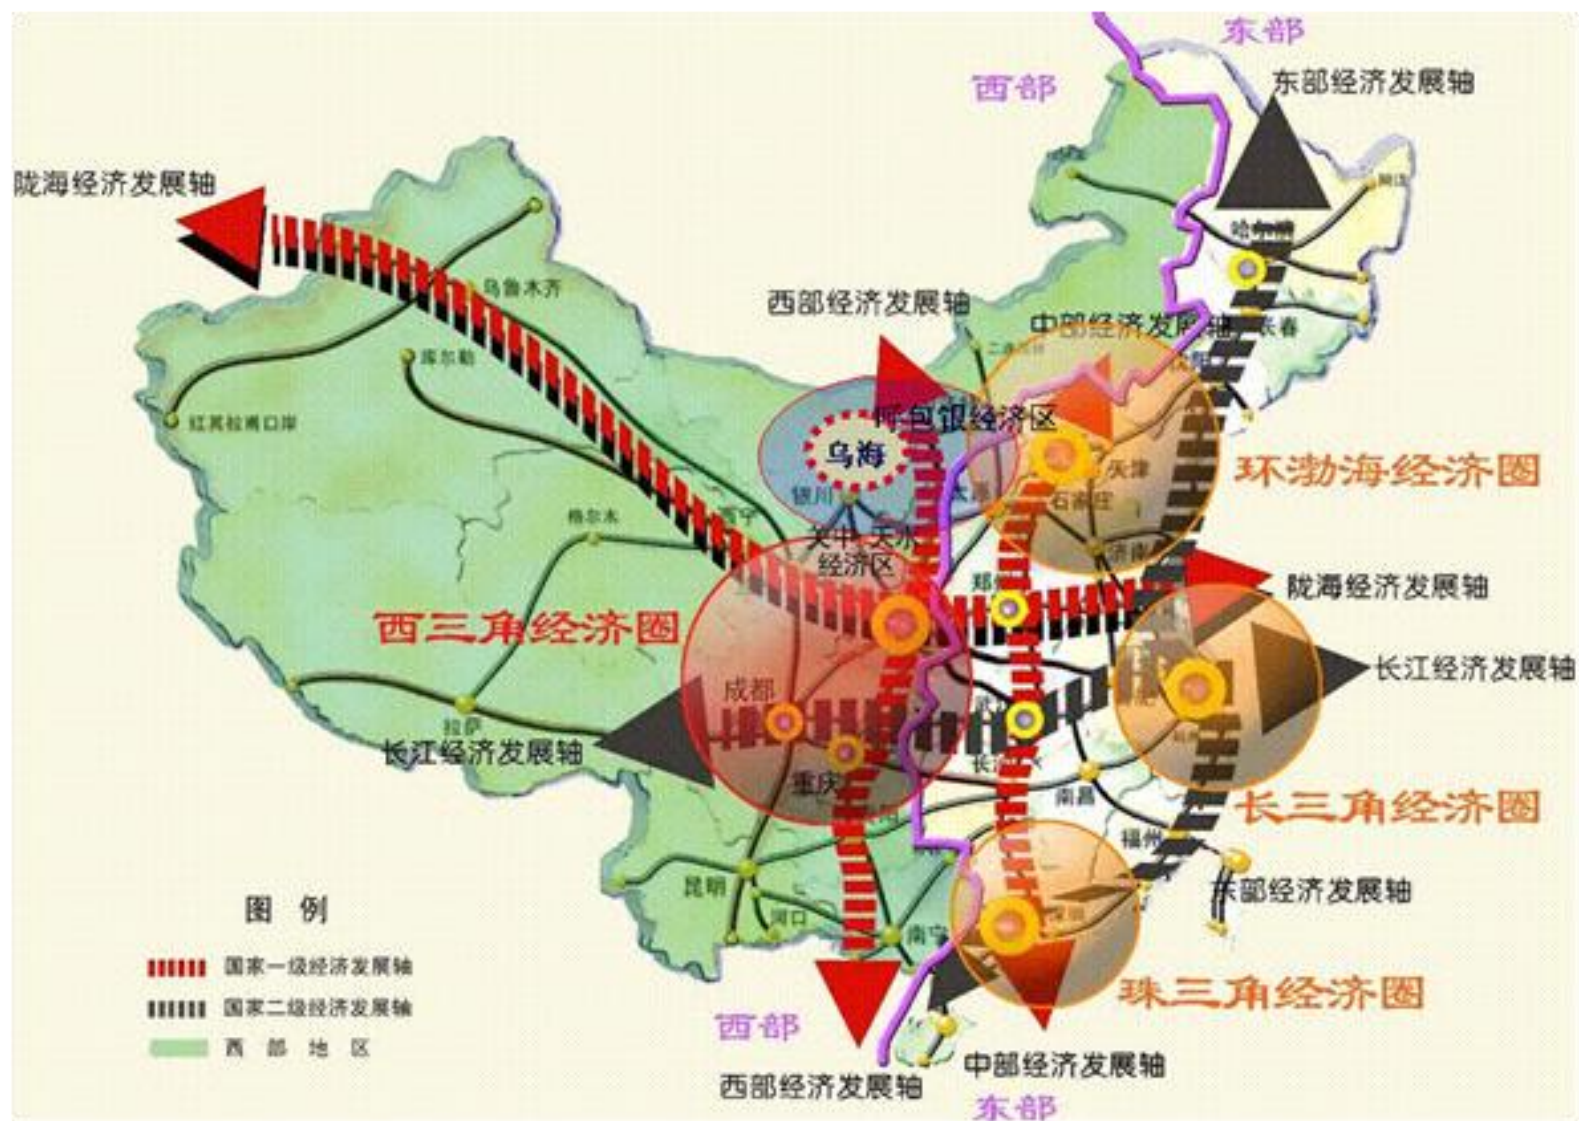 东部
西部
东部经济发展轴
陇海经济发展轴
哈尔滨
乌鲁木齐
西部经济发展轴
中部经济发展轴
长春
库尔勒
红其拉甫口岸
呼包银经济区
乌海
天津
环渤海经济圈
银川
石家庄
格尔木
西宁
关中-天水
经济区
济南
郑州
陇海经济发展轴
西三角经济圈
长江经济发展轴
成都
拉萨
长江经济发展轴
重庆
南昌
长三角经济圈
福州
昆明
东部经济发展轴
河口
南宁
深圳
图 例
国家一级经济发展轴
国家二级经济发展轴
西 部 地 区
珠三角经济圈
西部
中部经济发展轴
西部经济发展轴
东部